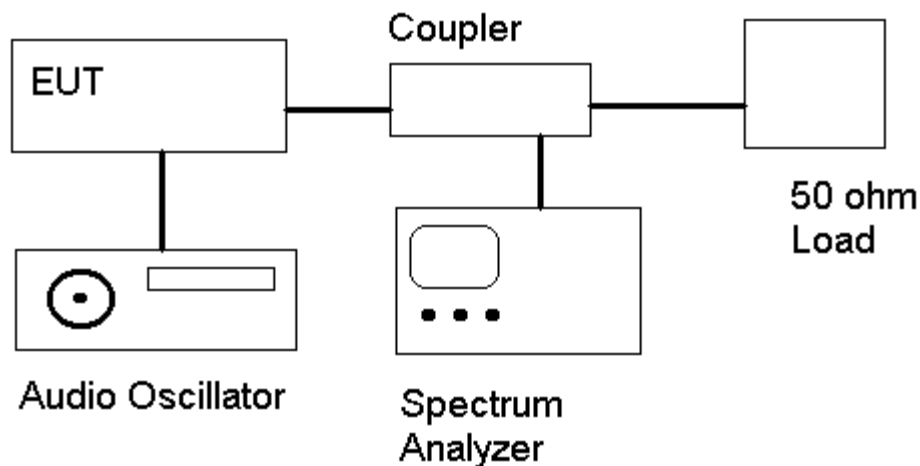 Coupler
EUT
50 ohm
Load
Audio Oscillator
Spectrum
Analyzer